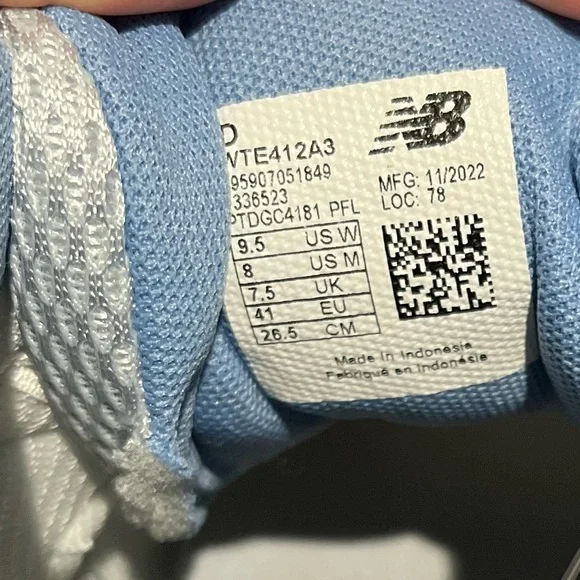 D
WTE412A3
95907051849
336523
PTDGC4181 PFL
9.5 US W
8 US M
7.5 UK
41 EU
26.5 CM
NB
MFG: 11/2022
LOC: 78
Made in Indonesia
Fabriqué en Indonésie